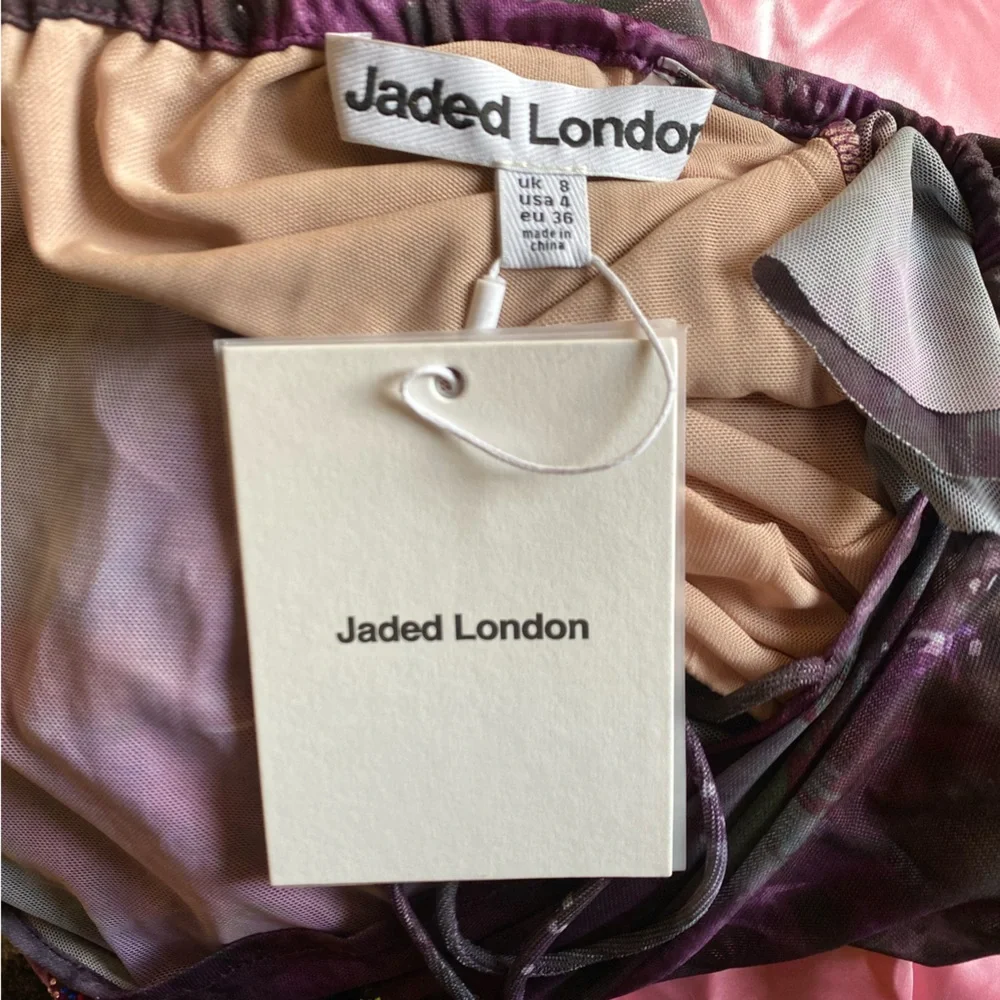 Jaded London
uk 8
usa 4
eu 36
made in
china
Jaded London